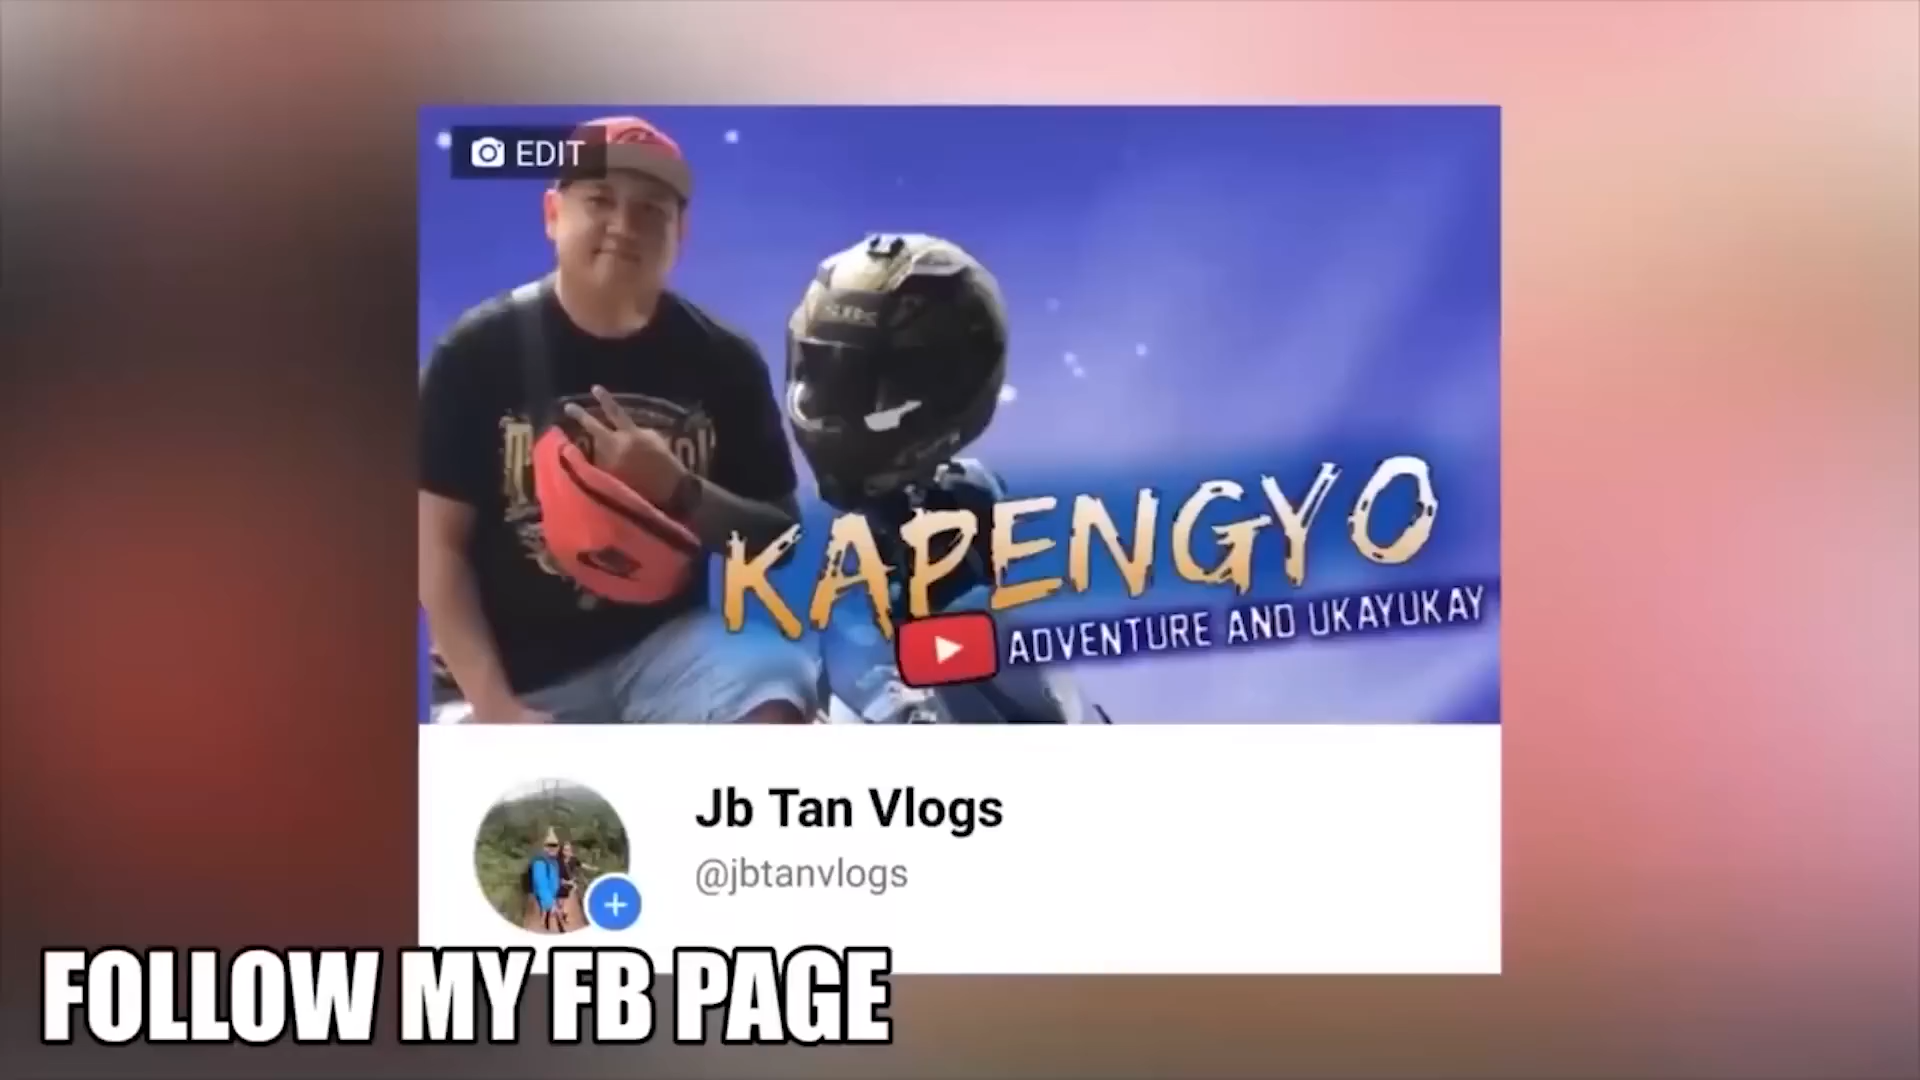 EDIT
KAPENGYO
ADVENTURE AND UKAYUKAY
Jb Tan Vlogs
@jbtanvlogs
FOLLOW MY FB PAGE